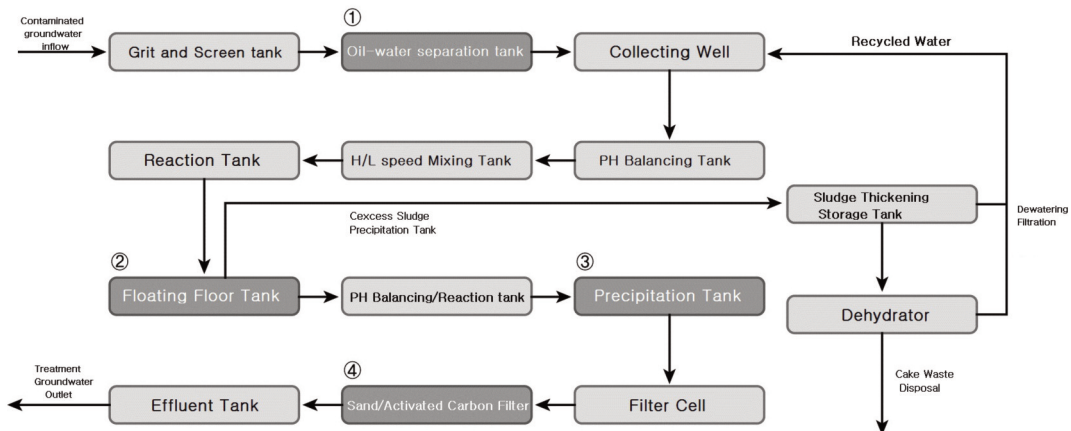 Contaminated
groundwater
inflow
Grit and Screen tank
①
Oil-water separation tank
Collecting Well
Recycled Water
Reaction Tank
H/L speed Mixing Tank
PH Balancing Tank
Sludge Thickening
Storage Tank
Dewatering
Filtration
Cexcess Sludge
Precipitation Tank
②
Floating Floor Tank
PH Balancing/Reaction tank
③
Precipitation Tank
Dehydrator
Treatment
Groundwater
Outlet
Effluent Tank
④
Sand/Activated Carbon Filter
Filter Cell
Cake Waste
Disposal